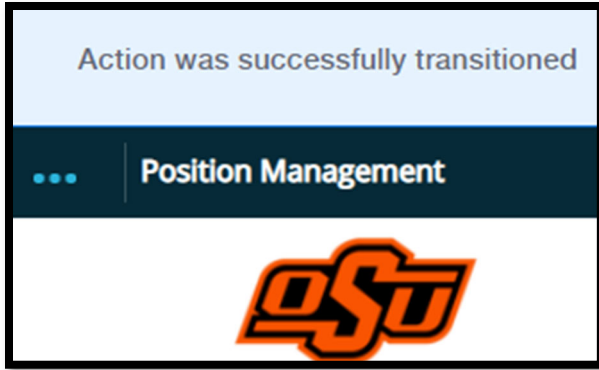 Action was successfully transitioned
Position Management
OSU